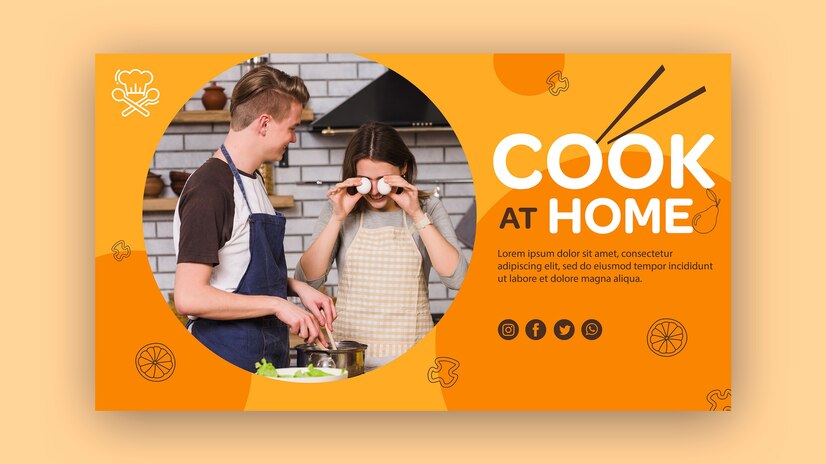 COOK
AT HOME
Lorem ipsum dolor sit amet, consectetur
adipiscing elit, sed do eiusmod tempor incididunt
ut labore et dolore magna aliqua.